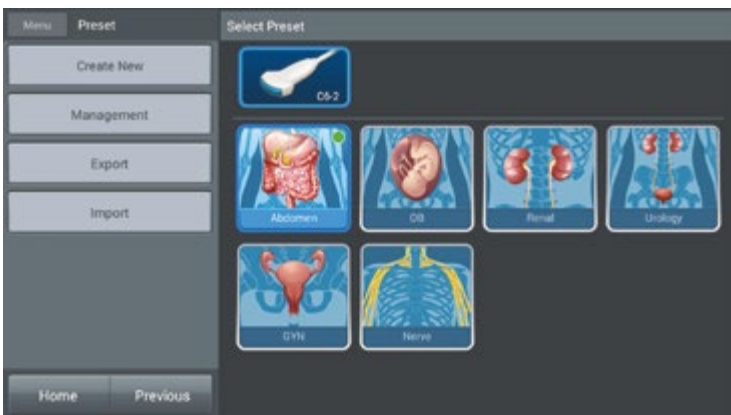 Menu Preset
Select Preset
Create New
Management
Export
Import
Home Previous
C6-2
Abdomen OB Renal Urology
GYN Nerve